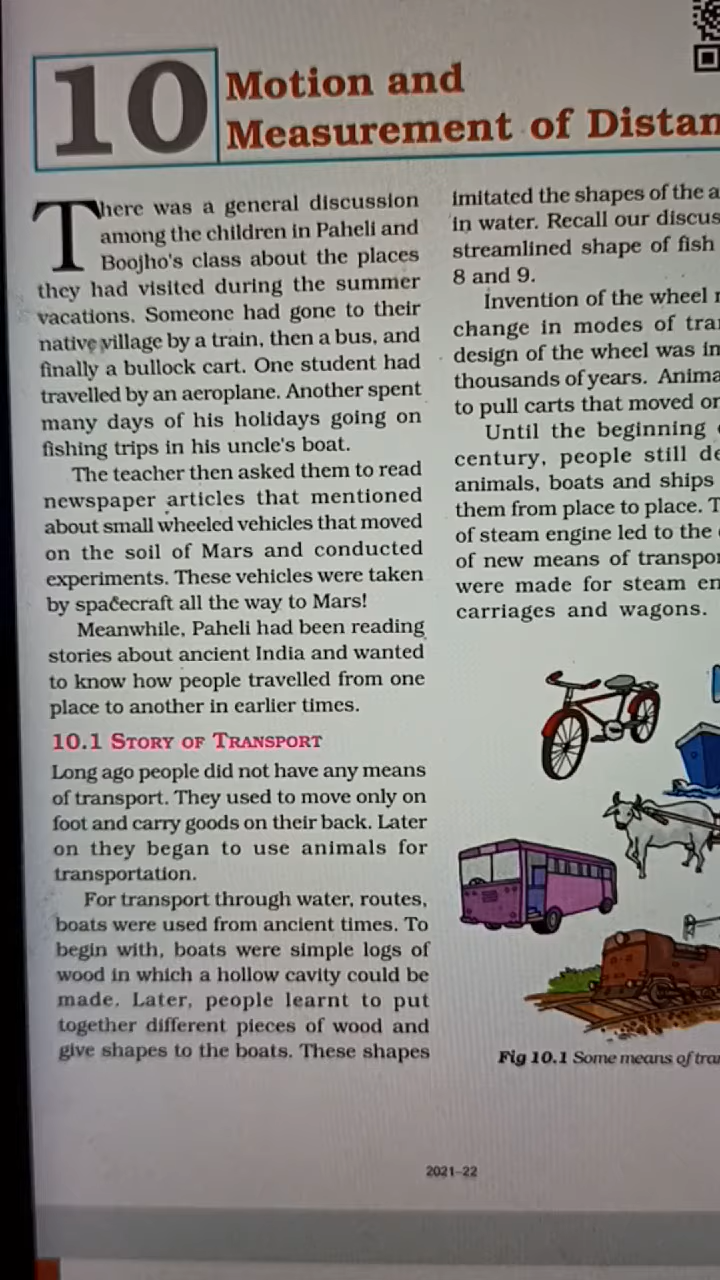 10
Motion and
Measurement of
There was a general discussion
among the children in Paheli and
Boojho's class about the places
they had visited during the summer
vacations. Someone had gone to their
native village by a train, then a bus, and
finally a bullock cart. One student had
travelled by an aeroplane. Another spent
many days of his holidays going on
fishing trips in his uncle's boat.
The teacher then asked them to read
newspaper articles that mentioned
about small wheeled vehicles that moved
on the soil of Mars and conducted
experiments. These vehicles were taken
by spacecraft all the way to Mars!
Meanwhile, Paheli had been reading
stories about ancient India and wanted
to know how people travelled from one
place to another in earlier times.
10.1 STORY OF TRANSPORT
Long ago people did not have any means
of transport. They used to move only on
foot and carry goods on their back. Later
on they began to use animals for
transportation.
For transport through water, routes,
boats were used from ancient times. To
begin with, boats were simple logs of
wood in which a hollow cavity could be
made. Later, people learnt to put
together different pieces of wood and
give shapes to the boats. These shapes
imitated the shapes of the
in water. Recall our
streamlined shape of fish
8 and 9.
Invention of the wheel
change in modes of
design of the wheel was
thousands of years.
to pull carts that moved
Until the beginning
century, people still
animals, boats and ships
them from place to place.
of steam engine led to the
of new means of
were made for steam
carriages and wagons.
Fig 10.1 Some means of
2021–22